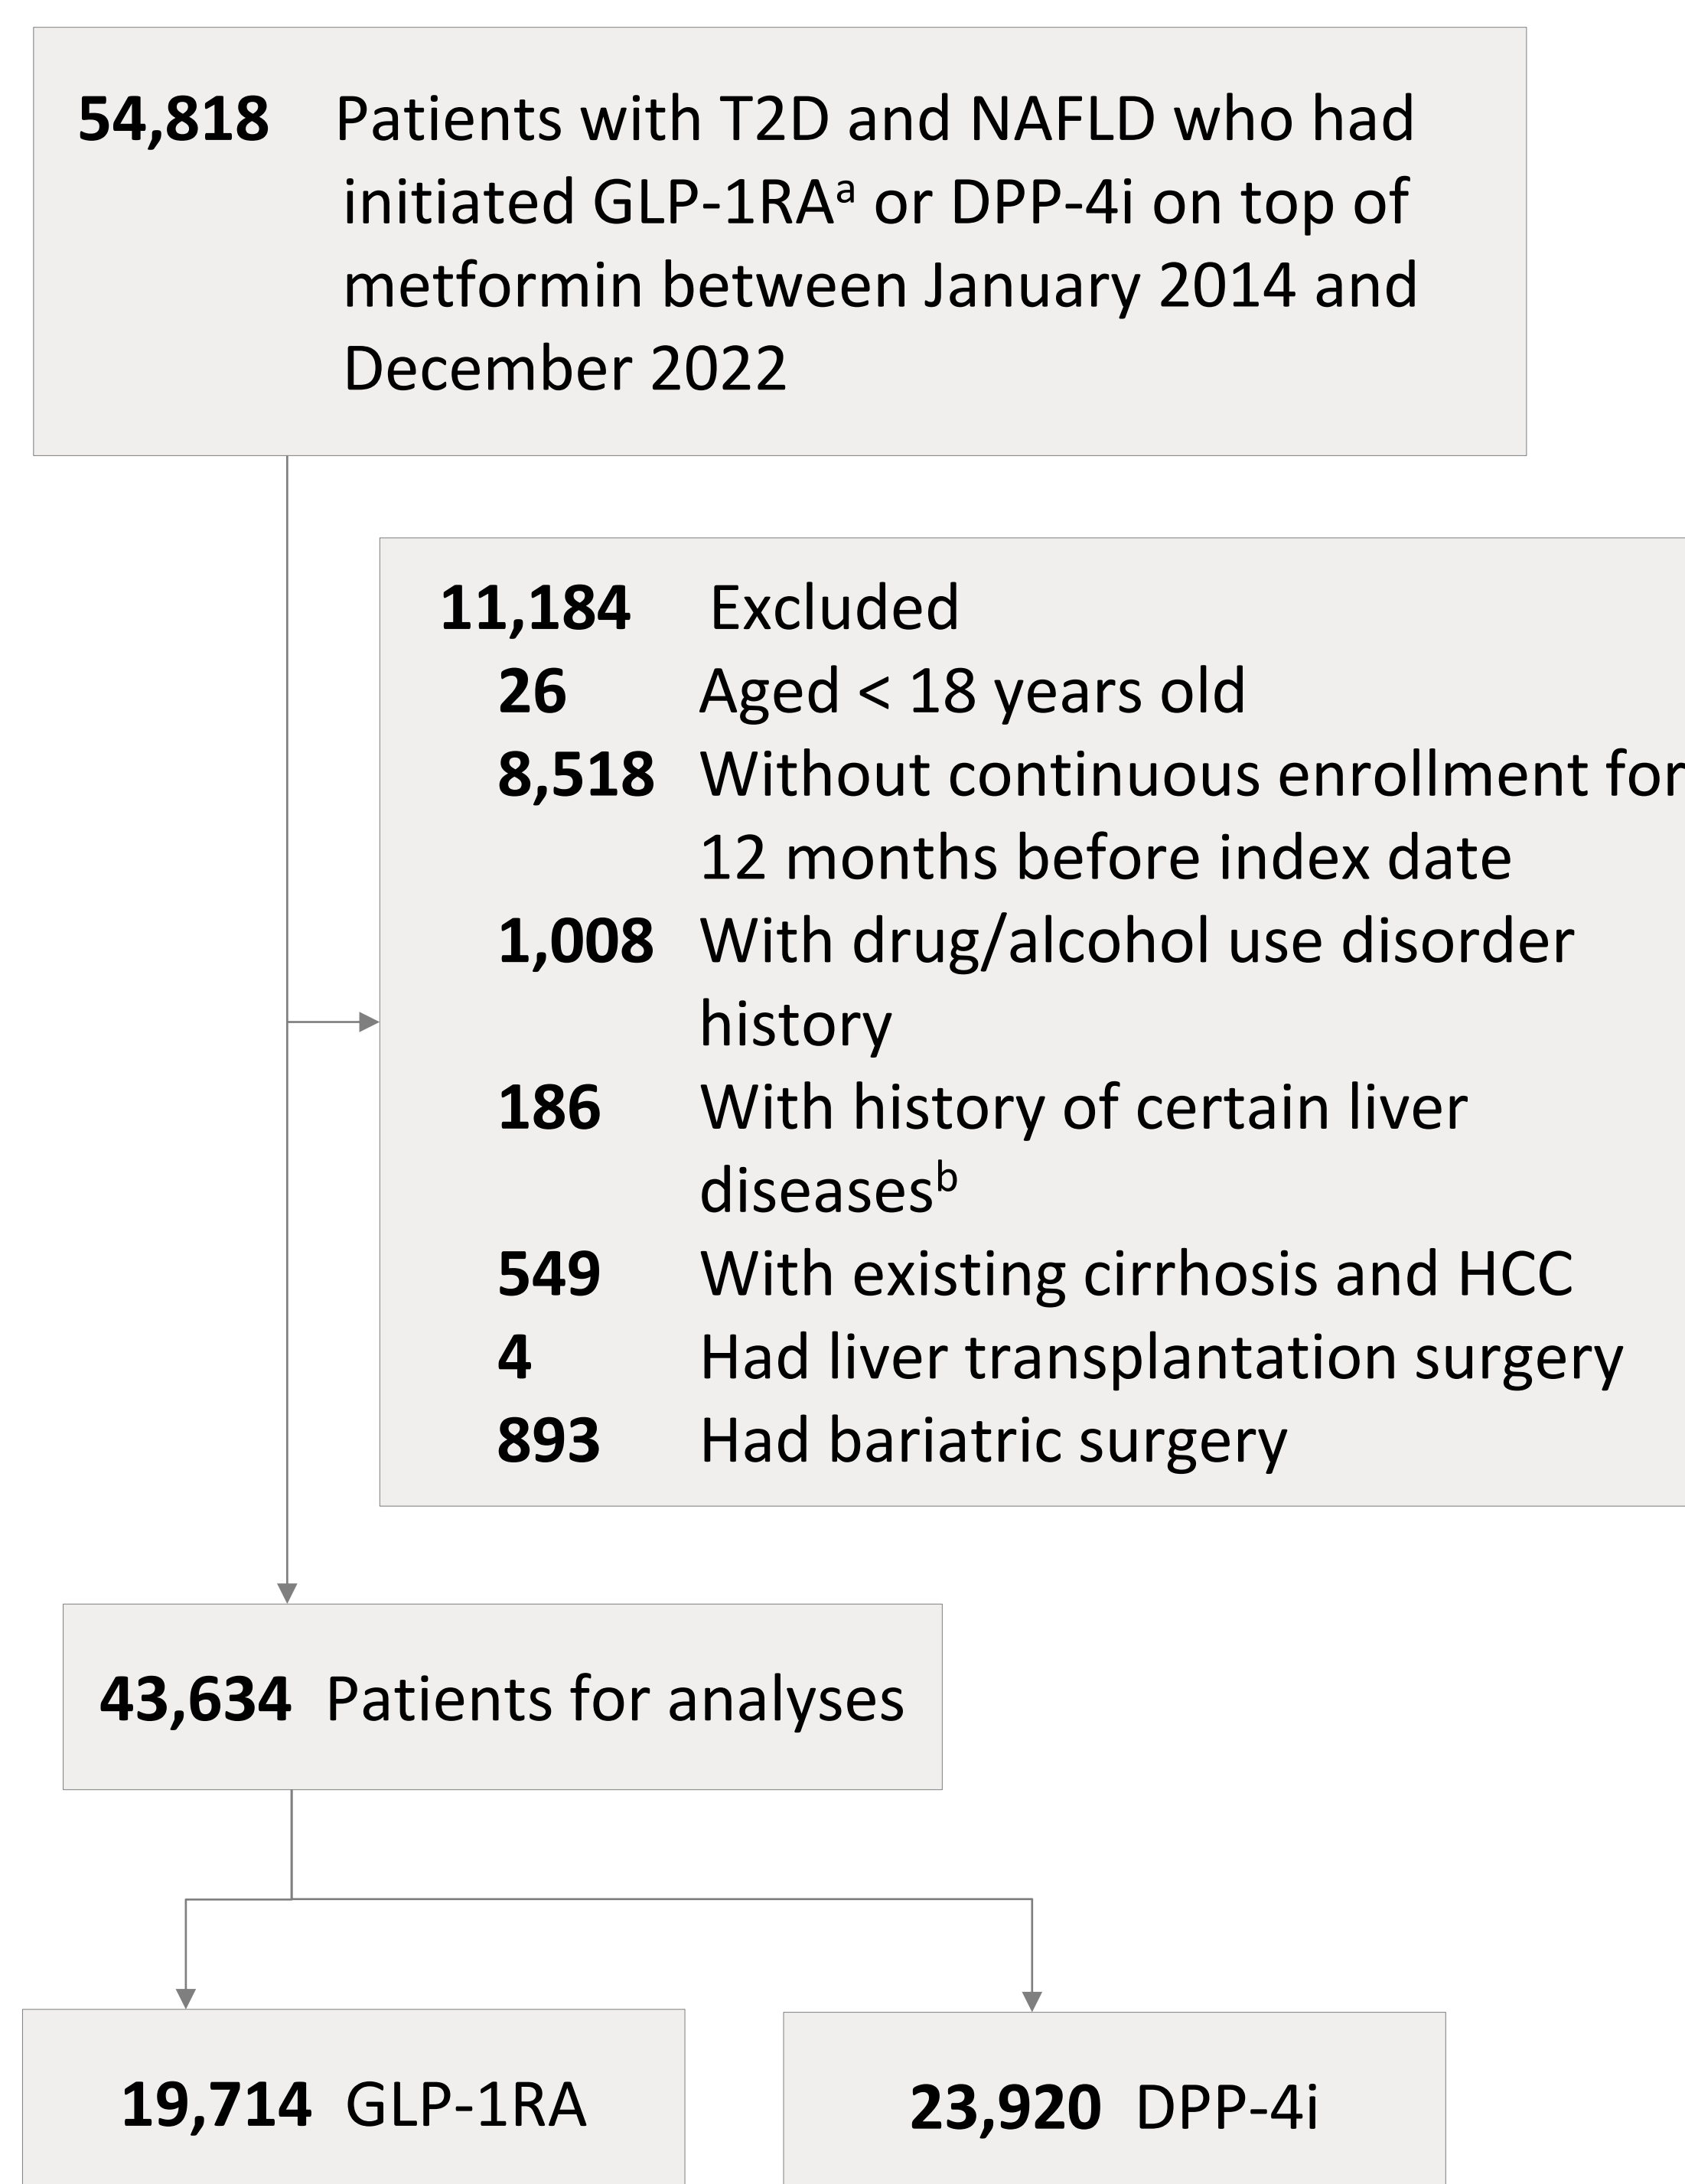 54,818 Patients with T2D and NAFLD who had
initiated GLP-1RAᵃ or DPP-4i on top of
metformin between January 2014 and
December 2022
11,184 Excluded
26 Aged < 18 years old
8,518 Without continuous enrollment for
12 months before index date
1,008 With drug/alcohol use disorder
history
186 With history of certain liver
diseasesᵇ
549 With existing cirrhosis and HCC
4 Had liver transplantation surgery
893 Had bariatric surgery
43,634 Patients for analyses
19,714 GLP-1RA
23,920 DPP-4i